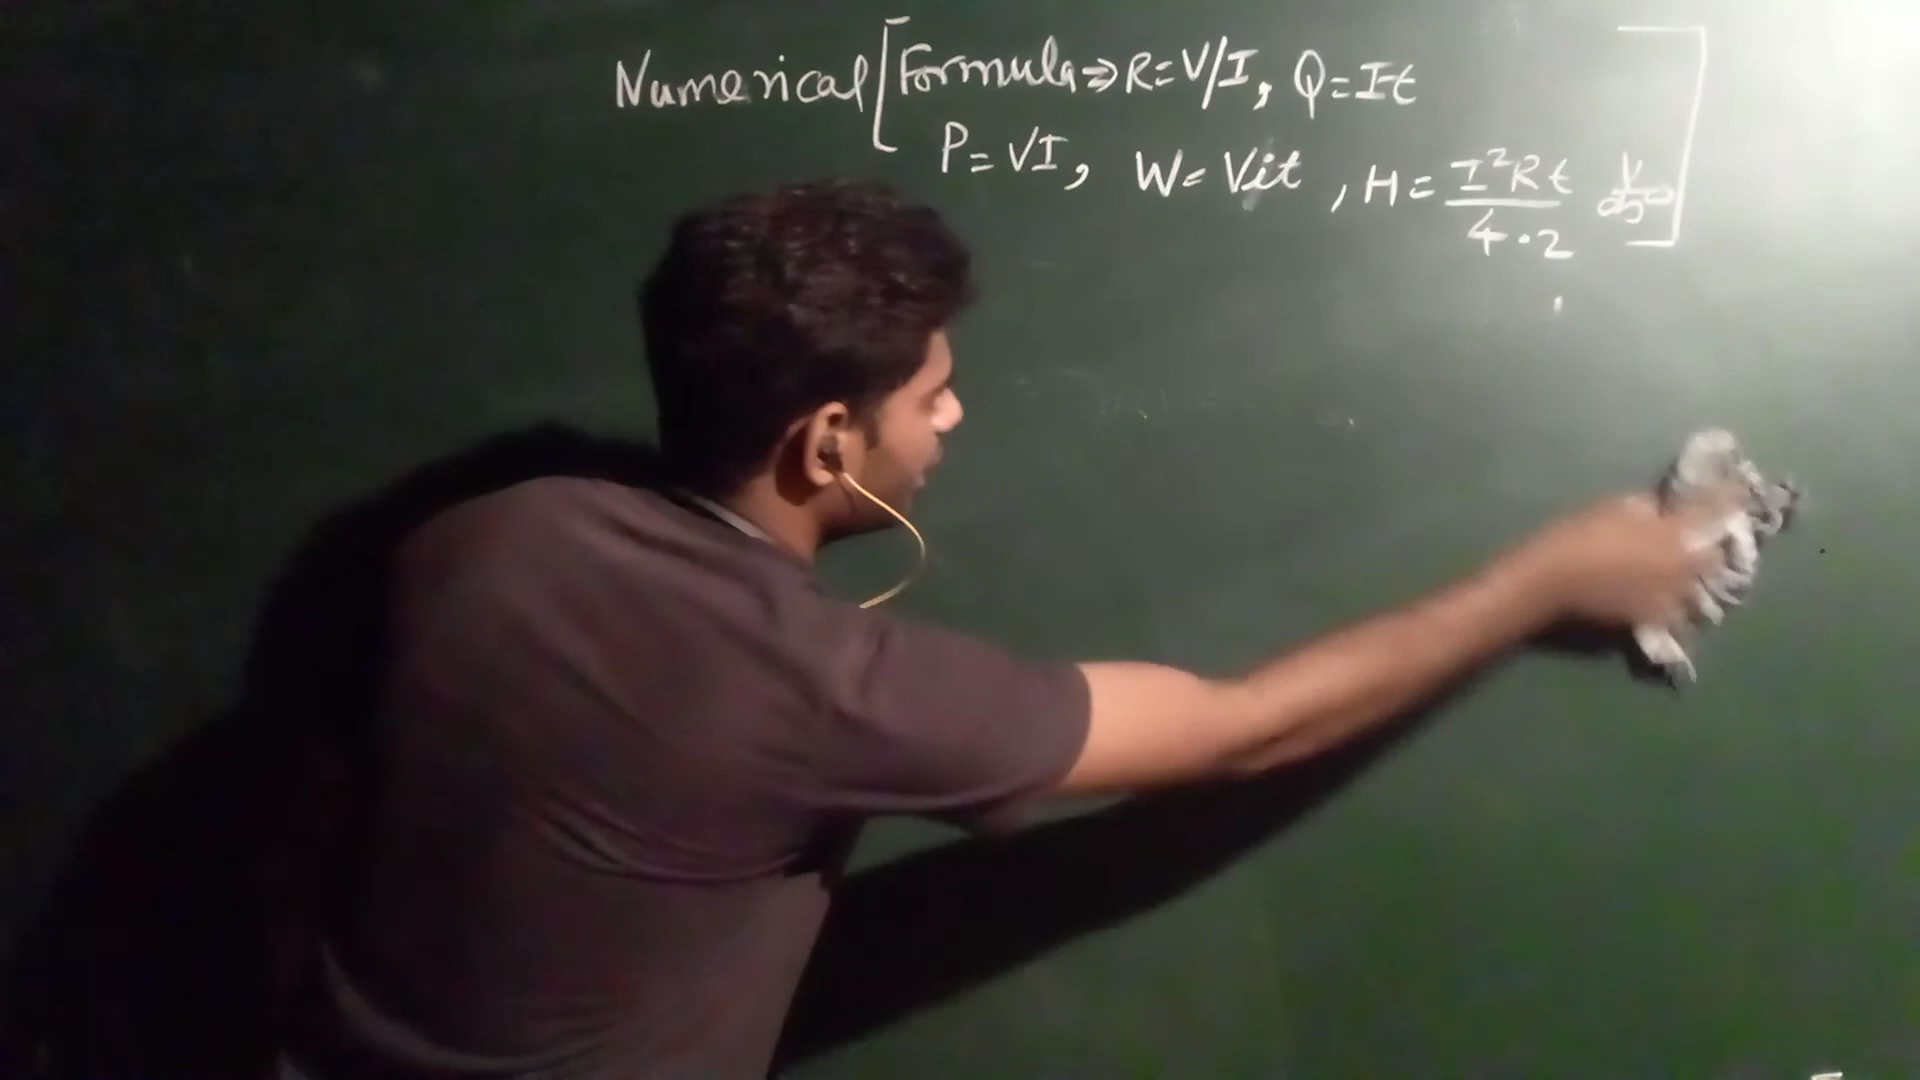 Numerical [Formula⇒ R=V/I, Q=It
P=VI, W= Vit, H= I²Rt/4.2 ]